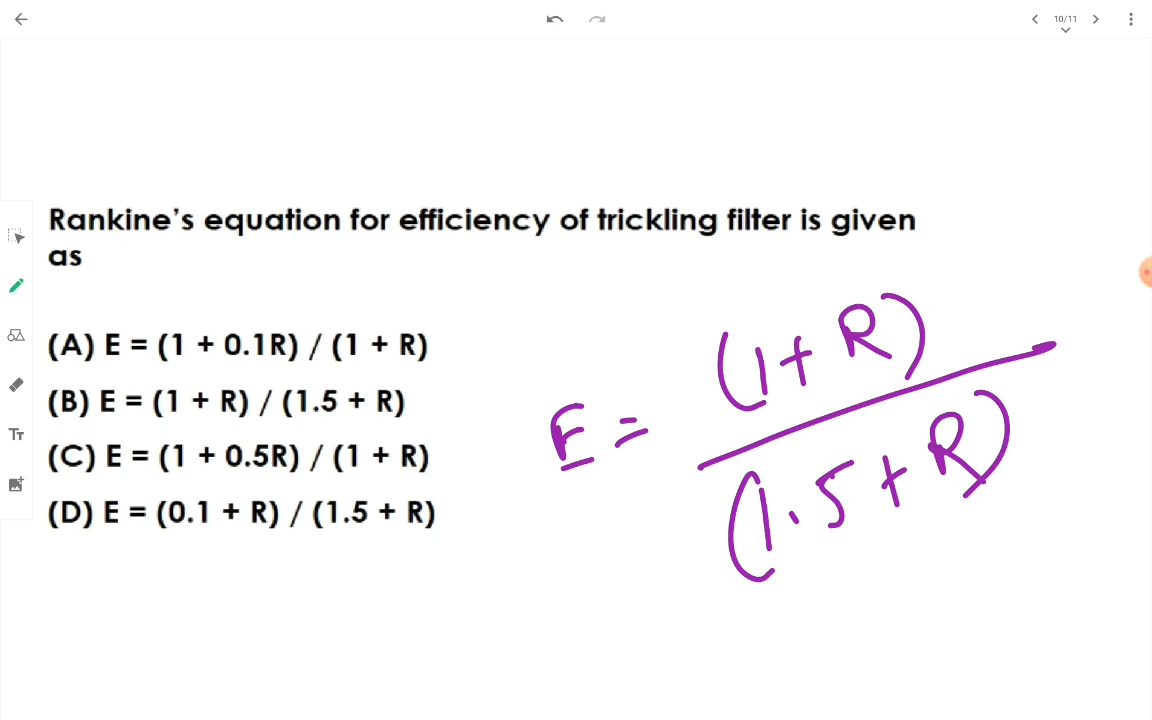 10/11
Rankine's equation for efficiency of trickling filter is given
as
(A) E = (1 + 0.1R) / (1 + R)
(B) E = (1 + R) / (1.5 + R)
(C) E = (1 + 0.5R) / (1 + R)
(D) E = (0.1 + R) / (1.5 + R)
(1 + R)
E =
(1.5 + R)
Tт